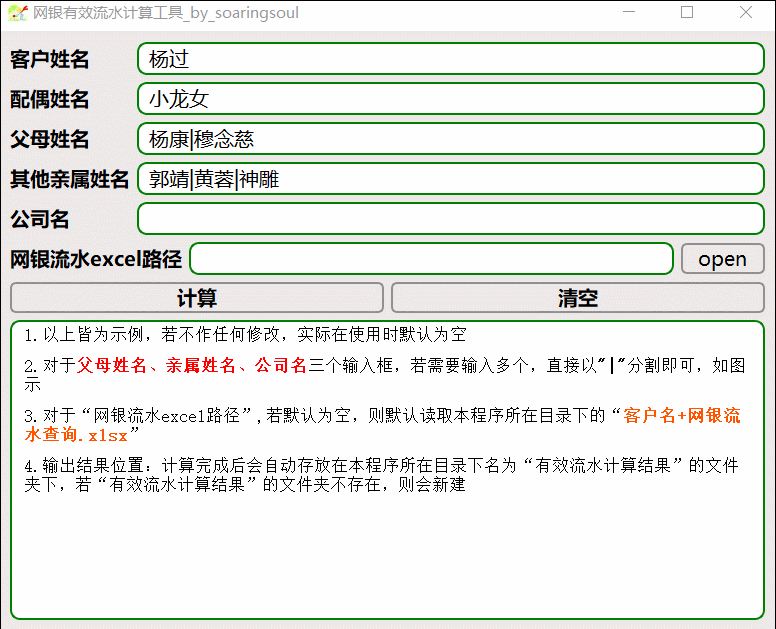 网银有效流水计算工具_by_soaringsoul
客户姓名 杨过
配偶姓名 小龙女
父母姓名 杨康|穆念慈
其他亲属姓名 郭靖|黄蓉|神雕
公司名
网银流水excel路径 open
计算 清空
1.以上皆为示例，若不作任何修改，实际在使用时默认为空
2.对于父母姓名、亲属姓名、公司名三个输入框，若需要输入多个，直接以"|"分割即可，如图
示
3.对于“网银流水excel路径”,若默认为空，则默认读取本程序所在目录下的“客户名+网银流
水查询.xlsx”
4.输出结果位置：计算完成后会自动存放在本程序所在目录下名为“有效流水计算结果”的文件
夹下，若“有效流水计算结果”的文件夹不存在，则会新建